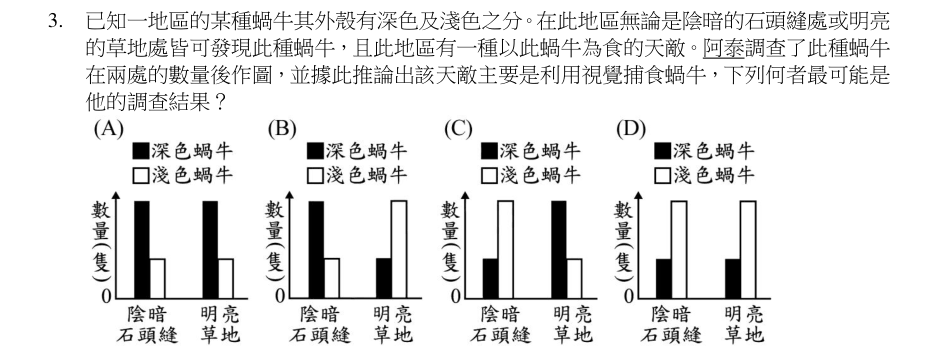 3. 已知一地區的某種蝸牛其外殼有深色及淺色之分。在此地區無論是陰暗的石頭縫處或明亮
的草地處皆可發現此種蝸牛，且此地區有一種以此蝸牛為食的天敵。阿泰調查了此種蝸牛
在兩處的數量後作圖，並據此推論出該天敵主要是利用視覺捕食蝸牛，下列何者最可能是
他的調查結果？
(A) (B) (C) (D)
深色蝸牛 深色蝸牛 深色蝸牛 深色蝸牛
淺色蝸牛 淺色蝸牛 淺色蝸牛 淺色蝸牛
數量(隻) 數量(隻) 數量(隻) 數量(隻)
0 0 0 0
陰暗 明亮 陰暗 明亮 陰暗 明亮 陰暗 明亮
石頭縫 草地 石頭縫 草地 石頭縫 草地 石頭縫 草地